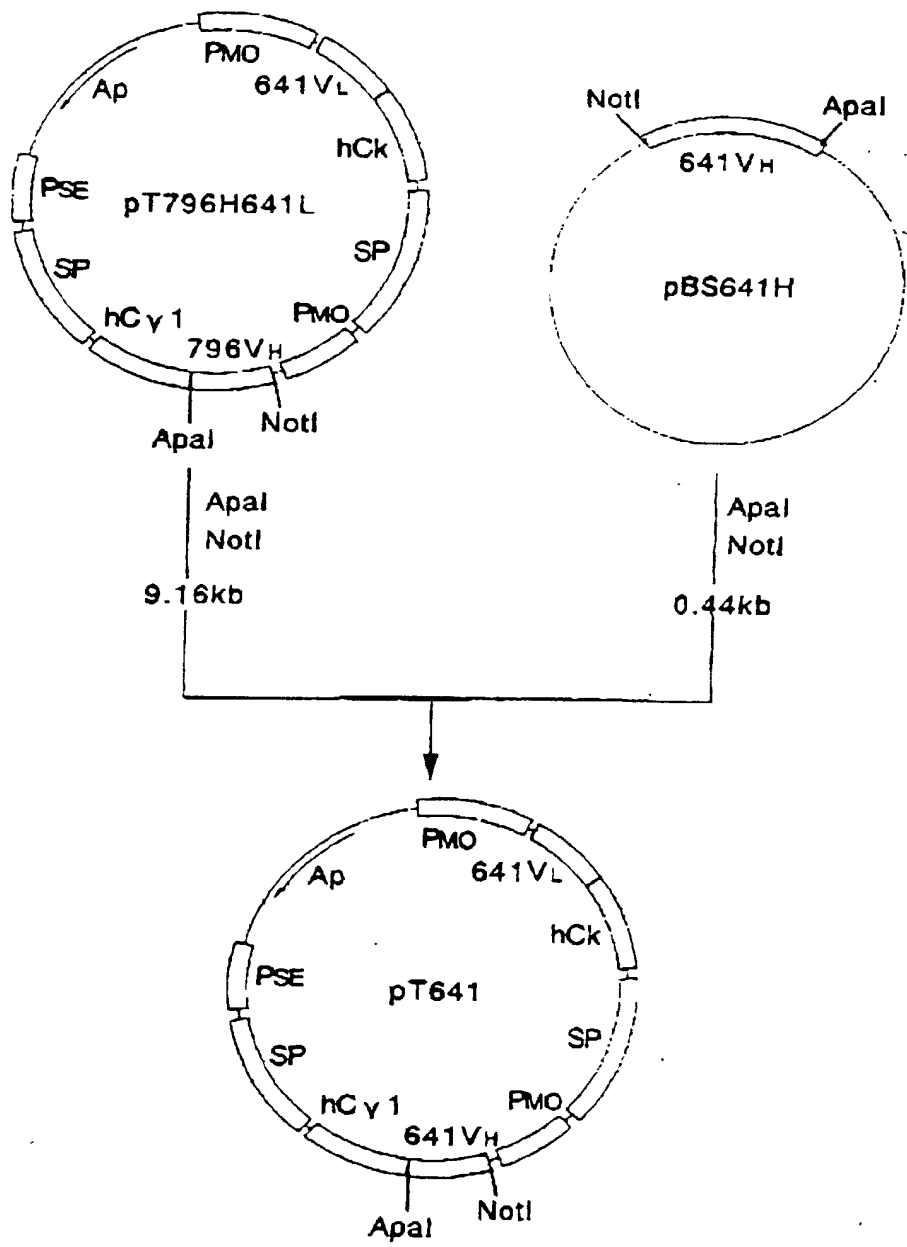 PMO
641VL
Ap
hCk
PSE
pT796H641L
SP
SP
hCγ1
PMO
796VH
ApaI
NotI
NotI
ApaI
641VH
pBS641H
ApaI
NotI
9.16kb
ApaI
NotI
0.44kb
PMO
641VL
Ap
hCk
PSE
pT641
SP
SP
hCγ1
PMO
641VH
ApaI
NotI